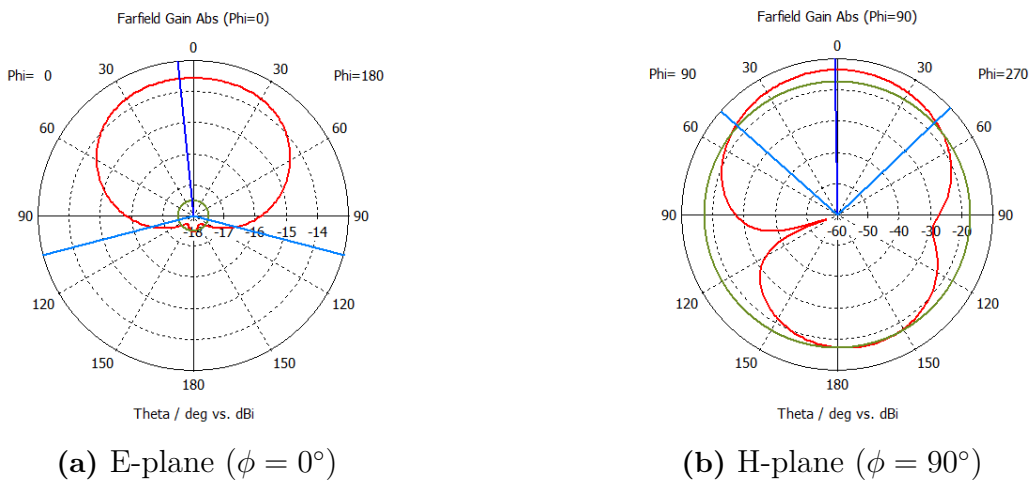 Farfield Gain Abs (Phi=0)
0
Phi= 0 30 30 Phi=180
60 60
90 -18 -17 -16 -15 -14 90
120 120
150 150
180
Theta / deg vs. dBi
(a) E-plane (ϕ = 0°)
Farfield Gain Abs (Phi=90)
0
Phi= 90 30 30 Phi=270
60 60
90 -60 -50 -40 -30 -20 90
120 120
150 150
180
Theta / deg vs. dBi
(b) H-plane (ϕ = 90°)